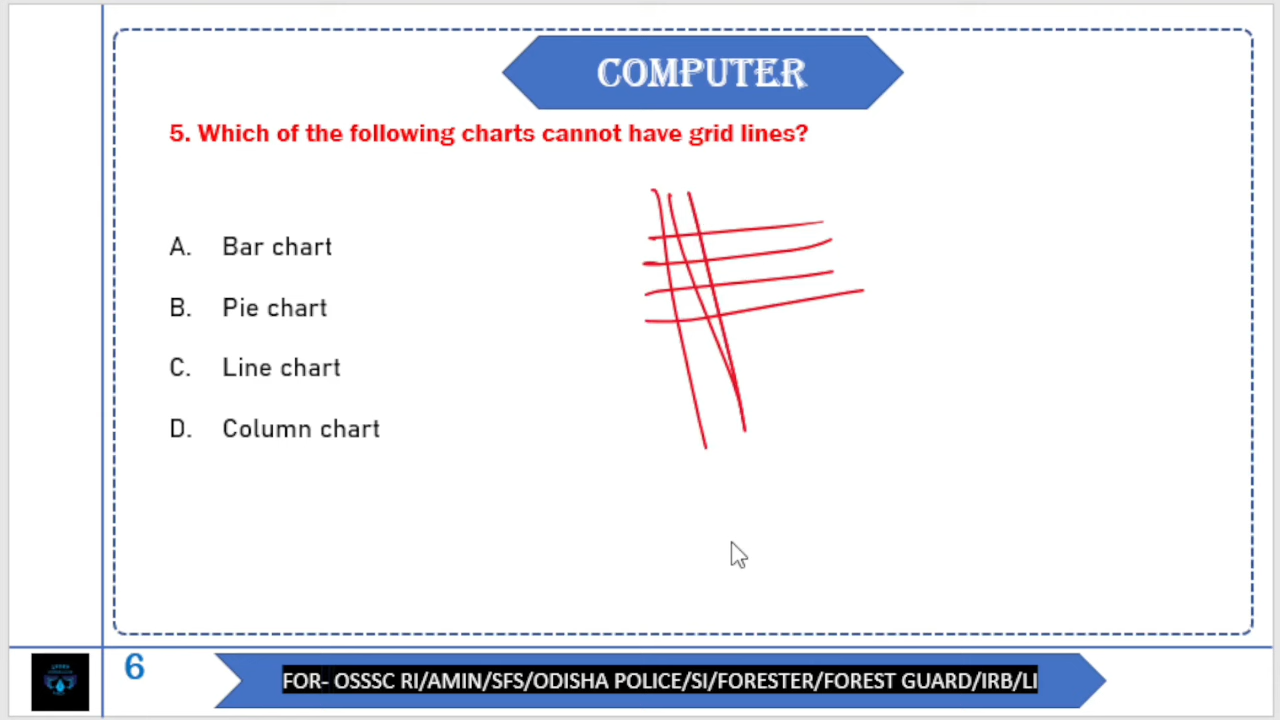 COMPUTER
5. Which of the following charts cannot have grid lines?
A. Bar chart
B. Pie chart
C. Line chart
D. Column chart
6
FOR- OSSSC RI/AMIN/SFS/ODISHA POLICE/SI/FORESTER/FOREST GUARD/IRB/LI